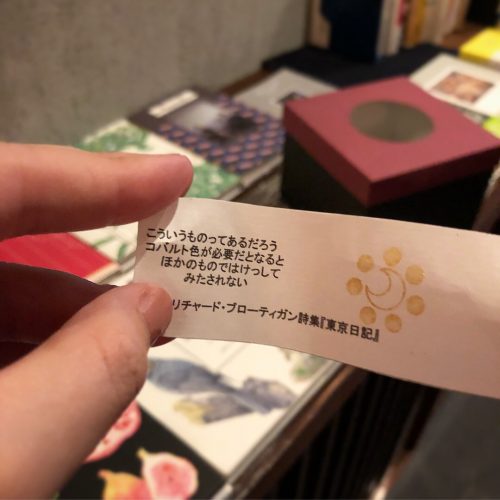 こういうものってあるだろう
コバルト色が必要だとなると
ほかのものではけっして
みたされない
リチャード・ブローティガン詩集『東京日記』